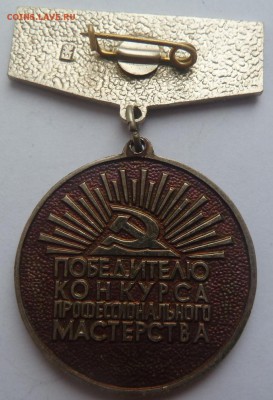 COINS.LAVE.RU
ПОБЕДИТЕЛЮ
КОНКУРСА
ПРОФЕССИОНАЛЬНОГО
МАСТЕРСТВА